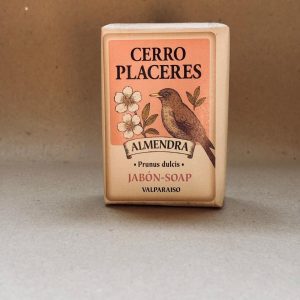 CERRO
PLACERES
ALMENDRA
• Prunus dulcis •
JABÓN-SOAP
VALPARAISO